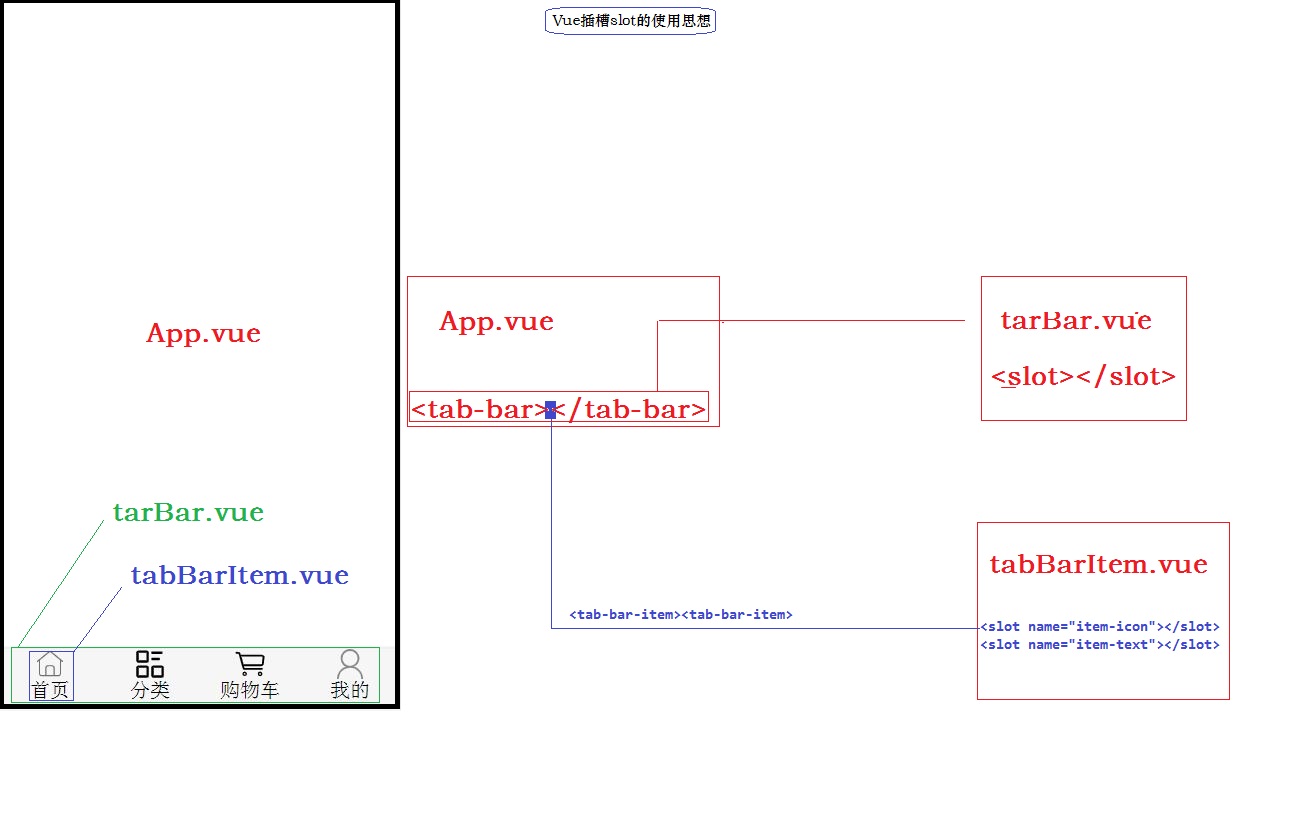 Vue插槽slot的使用思想
App.vue
tarBar.vue
tabBarItem.vue
首页
分类
购物车
我的
App.vue
<tab-bar></tab-bar>
tarBar.vue
<slot></slot>
<tab-bar-item><tab-bar-item>
tabBarItem.vue
<slot name="item-icon"></slot>
<slot name="item-text"></slot>